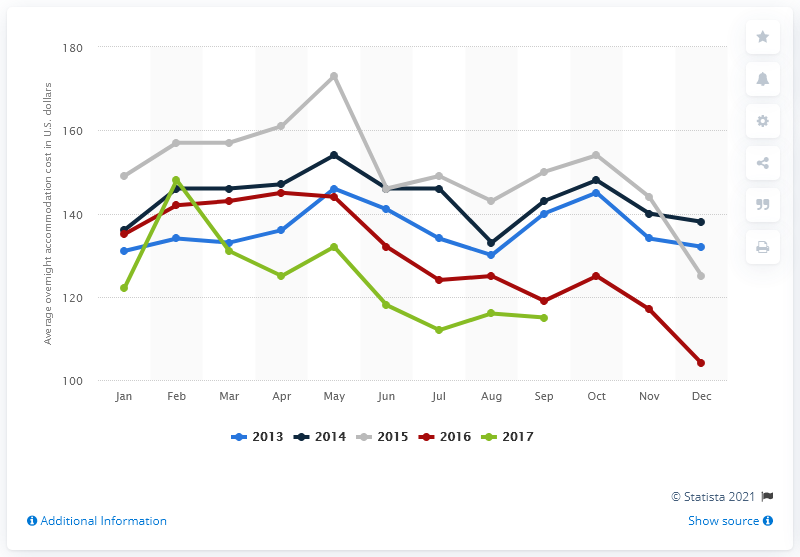 Average overnight accommodation cost in U.S. dollars
180
160
140
120
100
Jan Feb Mar Apr May Jun Jul Aug Sep Oct Nov Dec
2013 2014 2015 2016 2017
© Statista 2021
Additional Information Show source